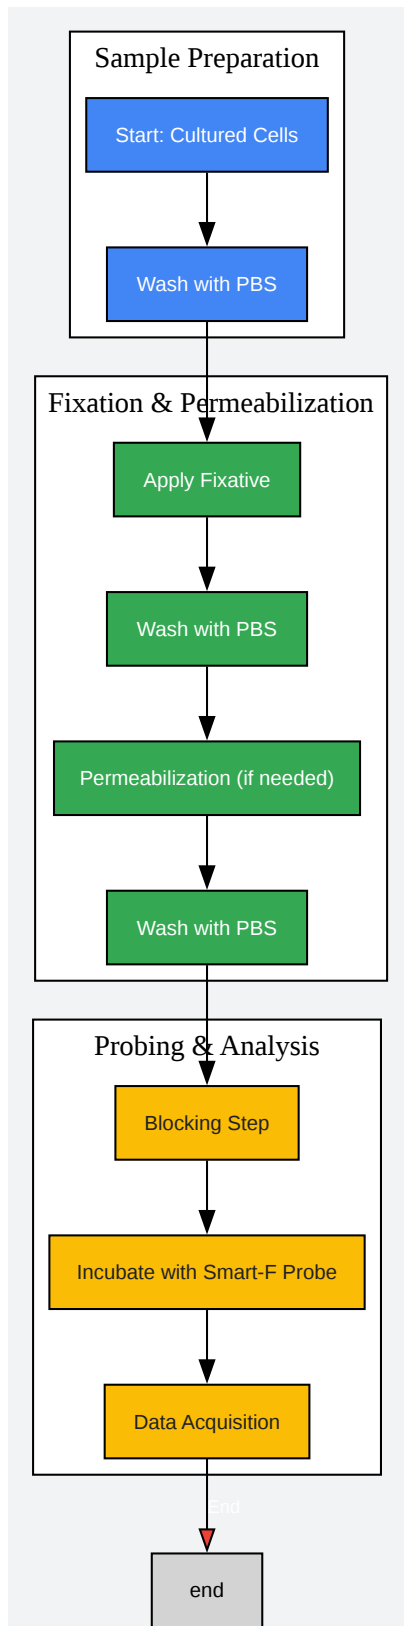 Sample Preparation
Start: Cultured Cells
Wash with PBS
Fixation & Permeabilization
Apply Fixative
Wash with PBS
Permeabilization (if needed)
Wash with PBS
Probing & Analysis
Blocking Step
Incubate with Smart-F Probe
Data Acquisition
End
end